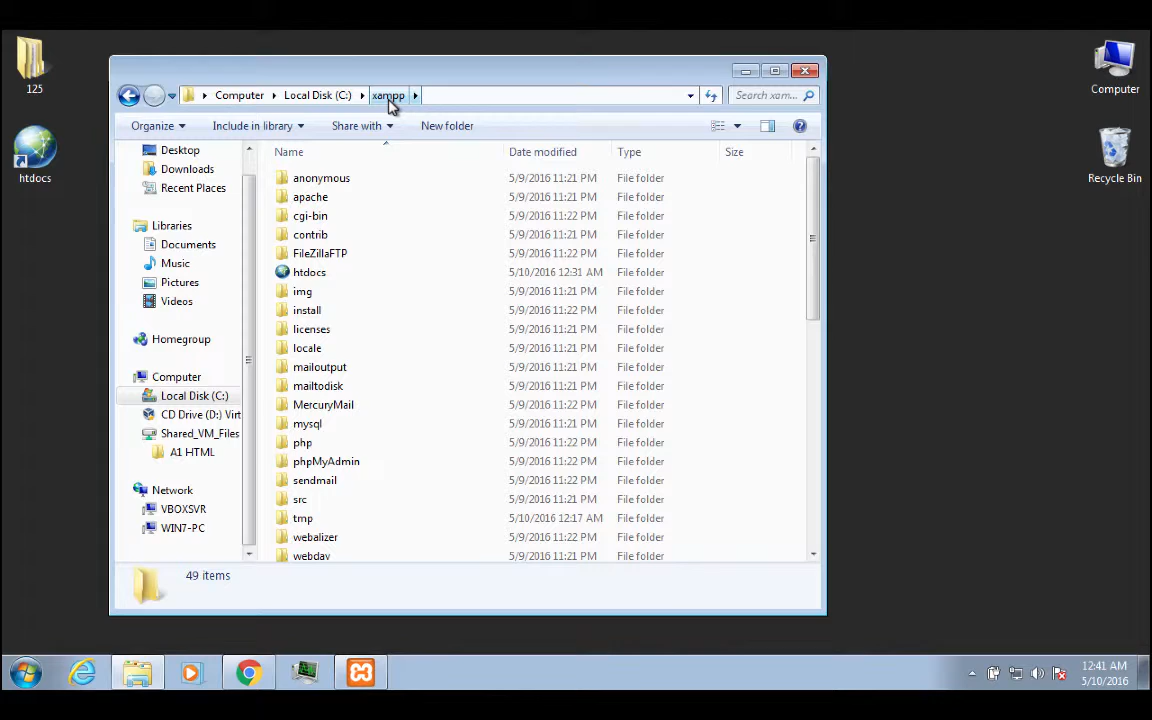 125
htdocs
Computer
Recycle Bin
Computer Local Disk (C:) xampp
Search xam...
Organize Include in library Share with New folder
Name Date modified Type Size
Desktop
Downloads
Recent Places
Libraries
Documents
Music
Pictures
Videos
Homegroup
Computer
Local Disk (C:)
CD Drive (D:) Virt
Shared_VM_Files
A1 HTML
Network
VBOXSVR
WIN7-PC
anonymous 5/9/2016 11:21 PM File folder
apache 5/9/2016 11:21 PM File folder
cgi-bin 5/9/2016 11:22 PM File folder
contrib 5/9/2016 11:21 PM File folder
FileZillaFTP 5/9/2016 11:22 PM File folder
htdocs 5/10/2016 12:31 AM File folder
img 5/9/2016 11:21 PM File folder
install 5/9/2016 11:22 PM File folder
licenses 5/9/2016 11:21 PM File folder
locale 5/9/2016 11:21 PM File folder
mailoutput 5/9/2016 11:22 PM File folder
mailtodisk 5/9/2016 11:21 PM File folder
MercuryMail 5/9/2016 11:22 PM File folder
mysql 5/9/2016 11:21 PM File folder
php 5/9/2016 11:22 PM File folder
phpMyAdmin 5/9/2016 11:22 PM File folder
sendmail 5/9/2016 11:22 PM File folder
src 5/9/2016 11:21 PM File folder
tmp 5/10/2016 12:17 AM File folder
webalizer 5/9/2016 11:22 PM File folder
webdav 5/9/2016 11:21 PM File folder
49 items
12:41 AM
5/10/2016